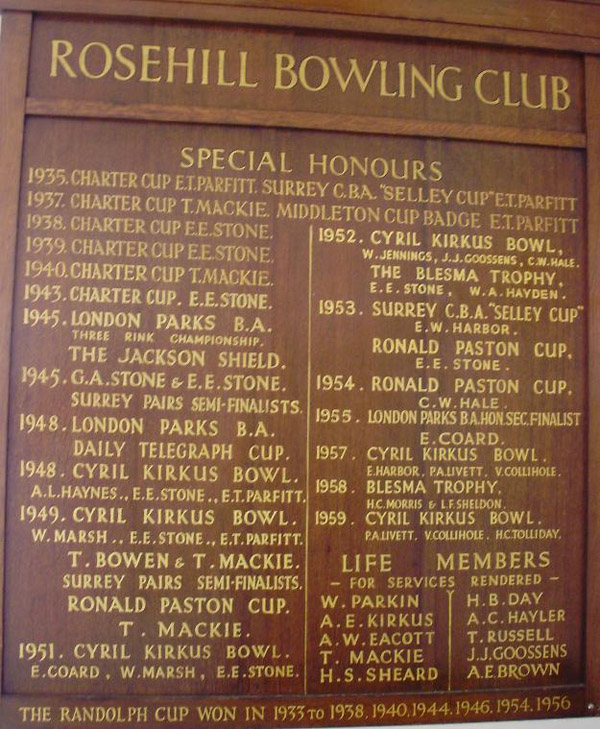 ROSEHILL BOWLING CLUB
SPECIAL HONOURS
1935. CHARTER CUP E.T.PARFITT. SURREY C.B.A. "SELLEY CUP" E.T.PARFITT
1937. CHARTER CUP T.MACKIE. MIDDLETON CUP BADGE E.T.PARFITT
1938. CHARTER CUP E.E.STONE.
1939. CHARTER CUP E.E.STONE.
1940. CHARTER CUP T.MACKIE.
1943. CHARTER CUP. E.E.STONE.
1945. LONDON PARKS B.A.
THREE RINK CHAMPIONSHIP.
THE JACKSON SHIELD.
1945. G.A.STONE & E.E.STONE.
SURREY PAIRS SEMI-FINALISTS.
1948. LONDON PARKS B.A.
DAILY TELEGRAPH CUP.
1948. CYRIL KIRKUS BOWL.
A.L.HAYNES., E.E.STONE., E.T.PARFITT.
1949. CYRIL KIRKUS BOWL.
W.MARSH., E.E.STONE., E.T.PARFITT.
T. BOWEN & T. MACKIE.
SURREY PAIRS SEMI-FINALISTS.
RONALD PASTON CUP.
T. MACKIE.
1951. CYRIL KIRKUS BOWL.
E.COARD, W.MARSH, E.E.STONE.
1952. CYRIL KIRKUS BOWL,
W.JENNINGS, J.J.GOOSSENS, C.W.HALE.
THE BLESMA TROPHY,
E.E.STONE, W.A.HAYDEN.
1953. SURREY C.B.A. "SELLEY CUP"
E.W.HARBOR.
RONALD PASTON CUP,
E.E.STONE.
1954. RONALD PASTON CUP,
C.W.HALE.
1955. LONDON PARKS B.A.HON.SEC.FINALIST
E.COARD.
1957. CYRIL KIRKUS BOWL.
E.HARBOR, P.A.LIVETT. V.COLLIHOLE.
1958. BLESMA TROPHY,
H.C.MORRIS & L.F.SHELDON.
1959. CYRIL KIRKUS BOWL.
P.A.LIVETT. V.COLLIHOLE. H.C.TOLLIDAY.
LIFE MEMBERS
- FOR SERVICES RENDERED -
W. PARKIN
A. E. KIRKUS
A. W. EACOTT
T. MACKIE
H. S. SHEARD
H. B. DAY
A. C. HAYLER
T. RUSSELL
J.J.GOOSSENS
A.E.BROWN
THE RANDOLPH CUP WON IN 1933 TO 1938, 1940, 1944, 1946, 1954, 1956